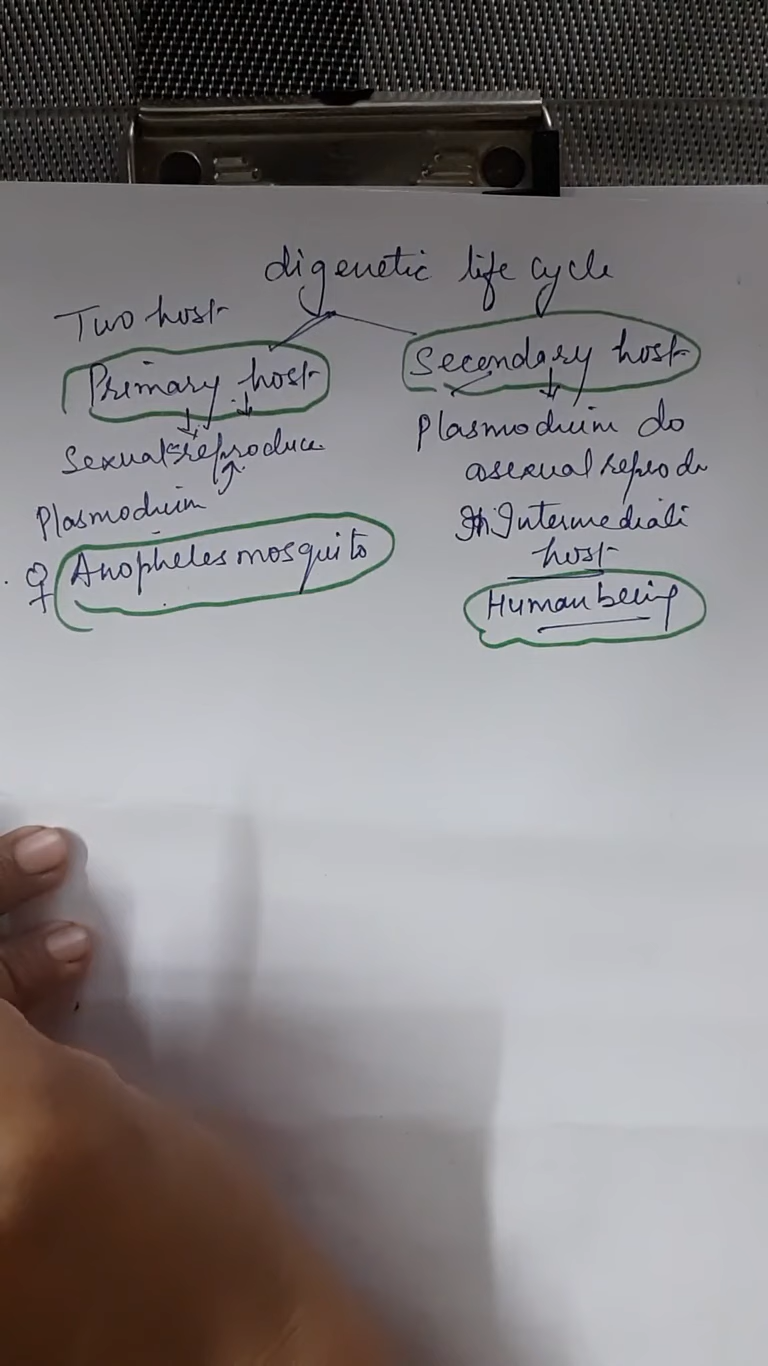 digenetic life cycle
Two host
Primary host
Sexual reproduce
Plasmodium
♀ Anopheles mosquito
Secondary host
Plasmodium do
asexual reprodu
Intermediali
host
Human being